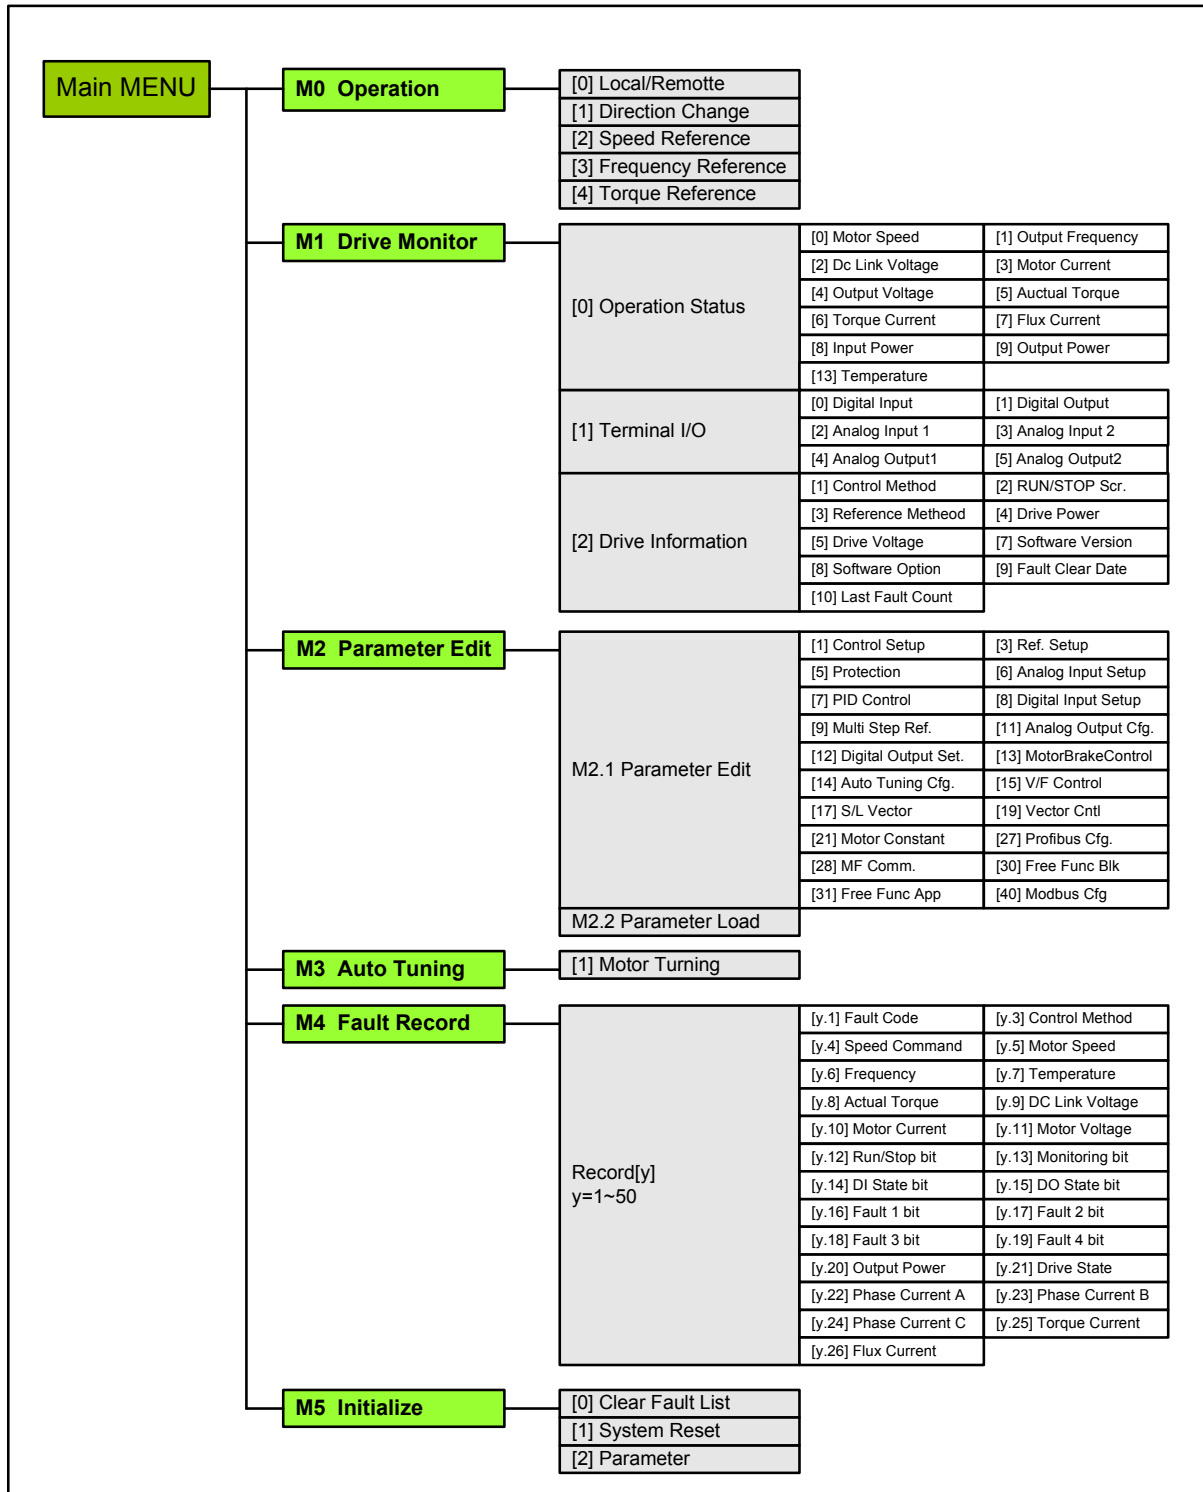 Main MENU
M0 Operation
[0] Local/Remotte
[1] Direction Change
[2] Speed Reference
[3] Frequency Reference
[4] Torque Reference
M1 Drive Monitor
[0] Operation Status
[0] Motor Speed [1] Output Frequency
[2] Dc Link Voltage [3] Motor Current
[4] Output Voltage [5] Auctual Torque
[6] Torque Current [7] Flux Current
[8] Input Power [9] Output Power
[13] Temperature
[1] Terminal I/O
[0] Digital Input [1] Digital Output
[2] Analog Input 1 [3] Analog Input 2
[4] Analog Output1 [5] Analog Output2
[2] Drive Information
[1] Control Method [2] RUN/STOP Scr.
[3] Reference Metheod [4] Drive Power
[5] Drive Voltage [7] Software Version
[8] Software Option [9] Fault Clear Date
[10] Last Fault Count
M2 Parameter Edit
M2.1 Parameter Edit
[1] Control Setup [3] Ref. Setup
[5] Protection [6] Analog Input Setup
[7] PID Control [8] Digital Input Setup
[9] Multi Step Ref. [11] Analog Output Cfg.
[12] Digital Output Set. [13] MotorBrakeControl
[14] Auto Tuning Cfg. [15] V/F Control
[17] S/L Vector [19] Vector Cntl
[21] Motor Constant [27] Profibus Cfg.
[28] MF Comm. [30] Free Func Blk
[31] Free Func App [40] Modbus Cfg
M2.2 Parameter Load
M3 Auto Tuning
[1] Motor Turning
M4 Fault Record
Record[y]
y=1~50
[y.1] Fault Code [y.3] Control Method
[y.4] Speed Command [y.5] Motor Speed
[y.6] Frequency [y.7] Temperature
[y.8] Actual Torque [y.9] DC Link Voltage
[y.10] Motor Current [y.11] Motor Voltage
[y.12] Run/Stop bit [y.13] Monitoring bit
[y.14] DI State bit [y.15] DO State bit
[y.16] Fault 1 bit [y.17] Fault 2 bit
[y.18] Fault 3 bit [y.19] Fault 4 bit
[y.20] Output Power [y.21] Drive State
[y.22] Phase Current A [y.23] Phase Current B
[y.24] Phase Current C [y.25] Torque Current
[y.26] Flux Current
M5 Initialize
[0] Clear Fault List
[1] System Reset
[2] Parameter